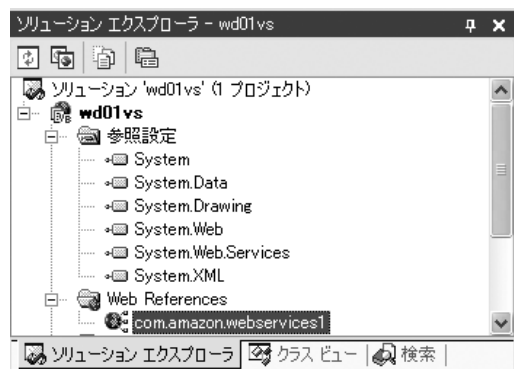 ソリューション エクスプローラ - wd01vs
ソリューション 'wd01vs' (1 プロジェクト)
wd01vs
参照設定
System
System.Data
System.Drawing
System.Web
System.Web.Services
System.XML
Web References
com.amazon.webservices1
ソリューション エクスプローラ クラス ビュー 検索